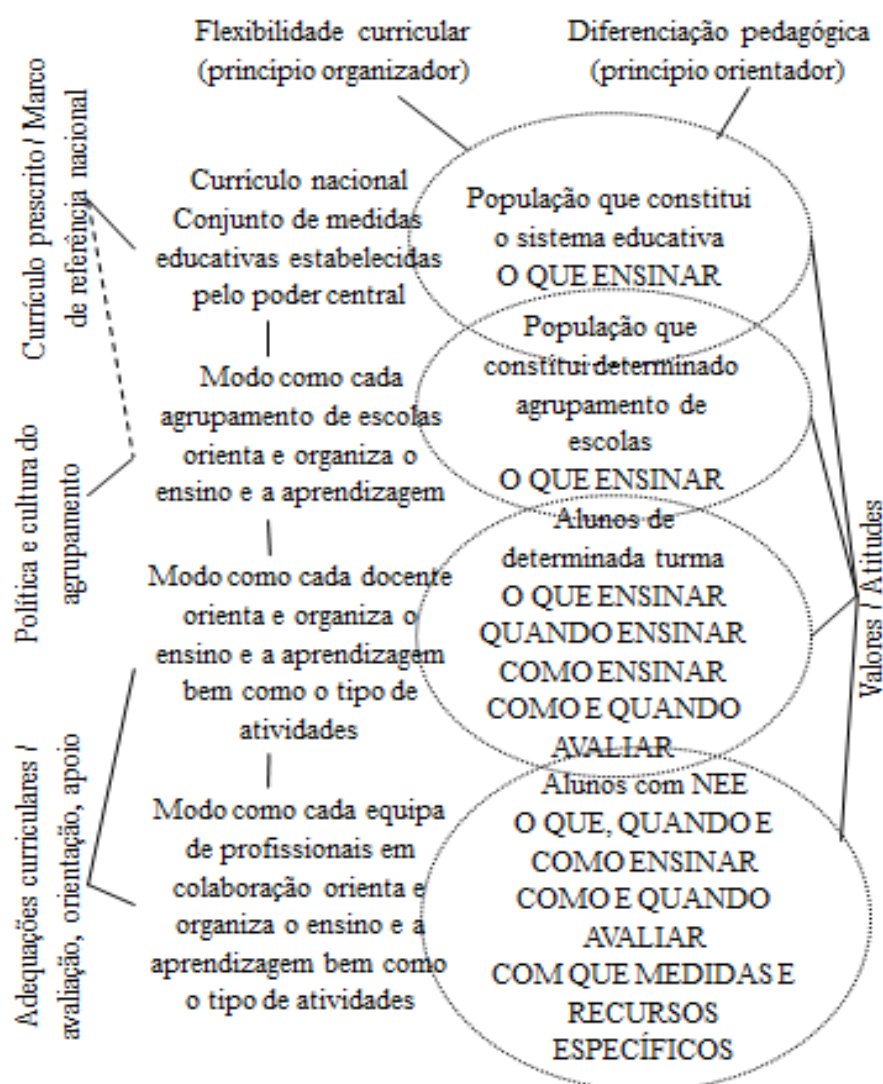 Flexibilidade curricular
(princípio organizador)
Diferenciação pedagógica
(princípio orientador)
Currículo prescrito / Marco
de referência nacional
Política e cultura do
agrupamento
Adequações curriculares /
avaliação, orientação, apoio
Currículo nacional
Conjunto de medidas
educativas estabelecidas
pelo poder central
Modo como cada
agrupamento de escolas
orienta e organiza o
ensino e a aprendizagem
Modo como cada docente
orienta e organiza o
ensino e a aprendizagem
bem como o tipo de
atividades
Modo como cada equipa
de profissionais em
colaboração orienta e
organiza o ensino e a
aprendizagem bem como
o tipo de atividades
População que constitui
o sistema educativa
O QUE ENSINAR
População que
constitui determinado
agrupamento de
escolas
O QUE ENSINAR
Alunos de
determinada turma
O QUE ENSINAR
QUANDO ENSINAR
COMO ENSINAR
COMO E QUANDO
AVALIAR
Alunos com NEE
O QUE, QUANDO E
COMO ENSINAR
COMO E QUANDO
AVALIAR
COM QUE MEDIDAS E
RECURSOS
ESPECÍFICOS
Valores / Atitudes